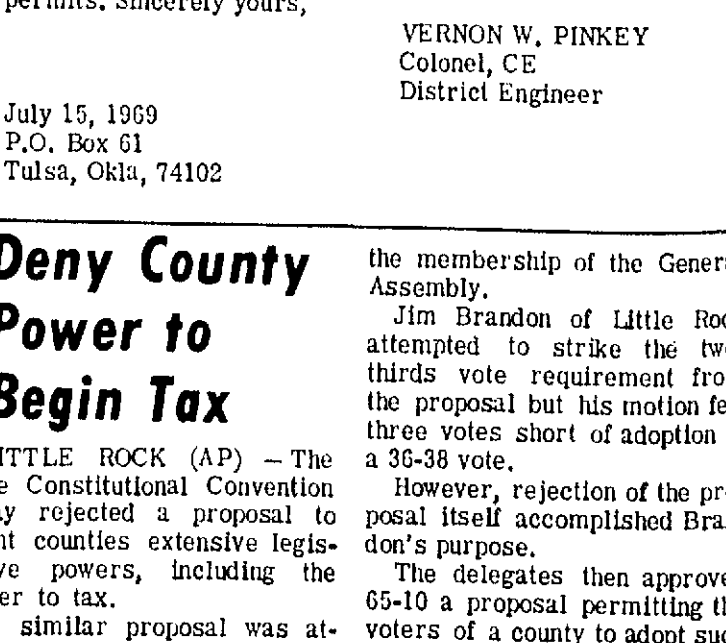 permits. Sincerely yours,
VERNON W. PINKEY
Colonel, CE
District Engineer
July 15, 1969
P.O. Box 61
Tulsa, Okla, 74102
Deny County
Power to
Begin Tax
ITTLE ROCK (AP) — The
e Constitutional Convention
ay rejected a proposal to
nt counties extensive legis-
ve powers, including the
er to tax.
similar proposal was at-
the membership of the Genera
Assembly.
Jim Brandon of Little Roc
attempted to strike the two
thirds vote requirement fro
the proposal but his motion fe
three votes short of adoption
a 36-38 vote.
However, rejection of the pr
posal itself accomplished Bra
don's purpose.
The delegates then approve
65-10 a proposal permitting th
voters of a county to adopt suc